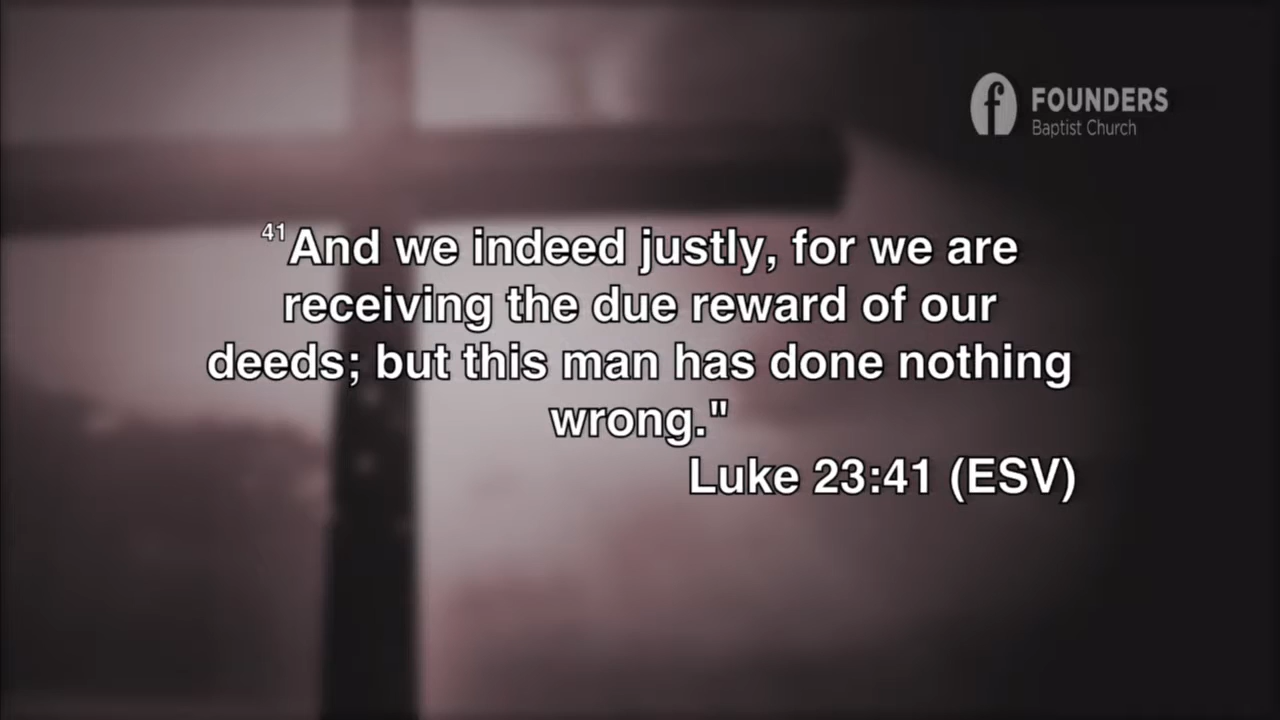 FOUNDERS
Baptist Church
41And we indeed justly, for we are
receiving the due reward of our
deeds; but this man has done nothing
wrong."
Luke 23:41 (ESV)